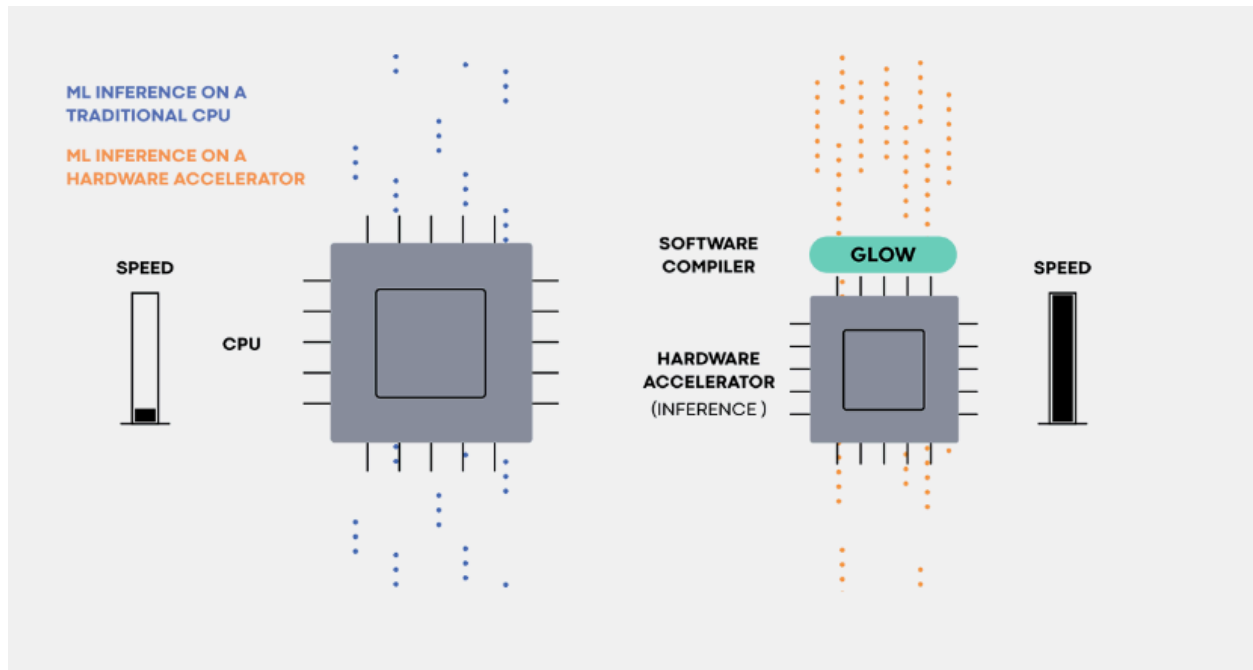 ML INFERENCE ON A
TRADITIONAL CPU
ML INFERENCE ON A
HARDWARE ACCELERATOR
SPEED
CPU
SOFTWARE
COMPILER
GLOW
HARDWARE
ACCELERATOR
(INFERENCE )
SPEED